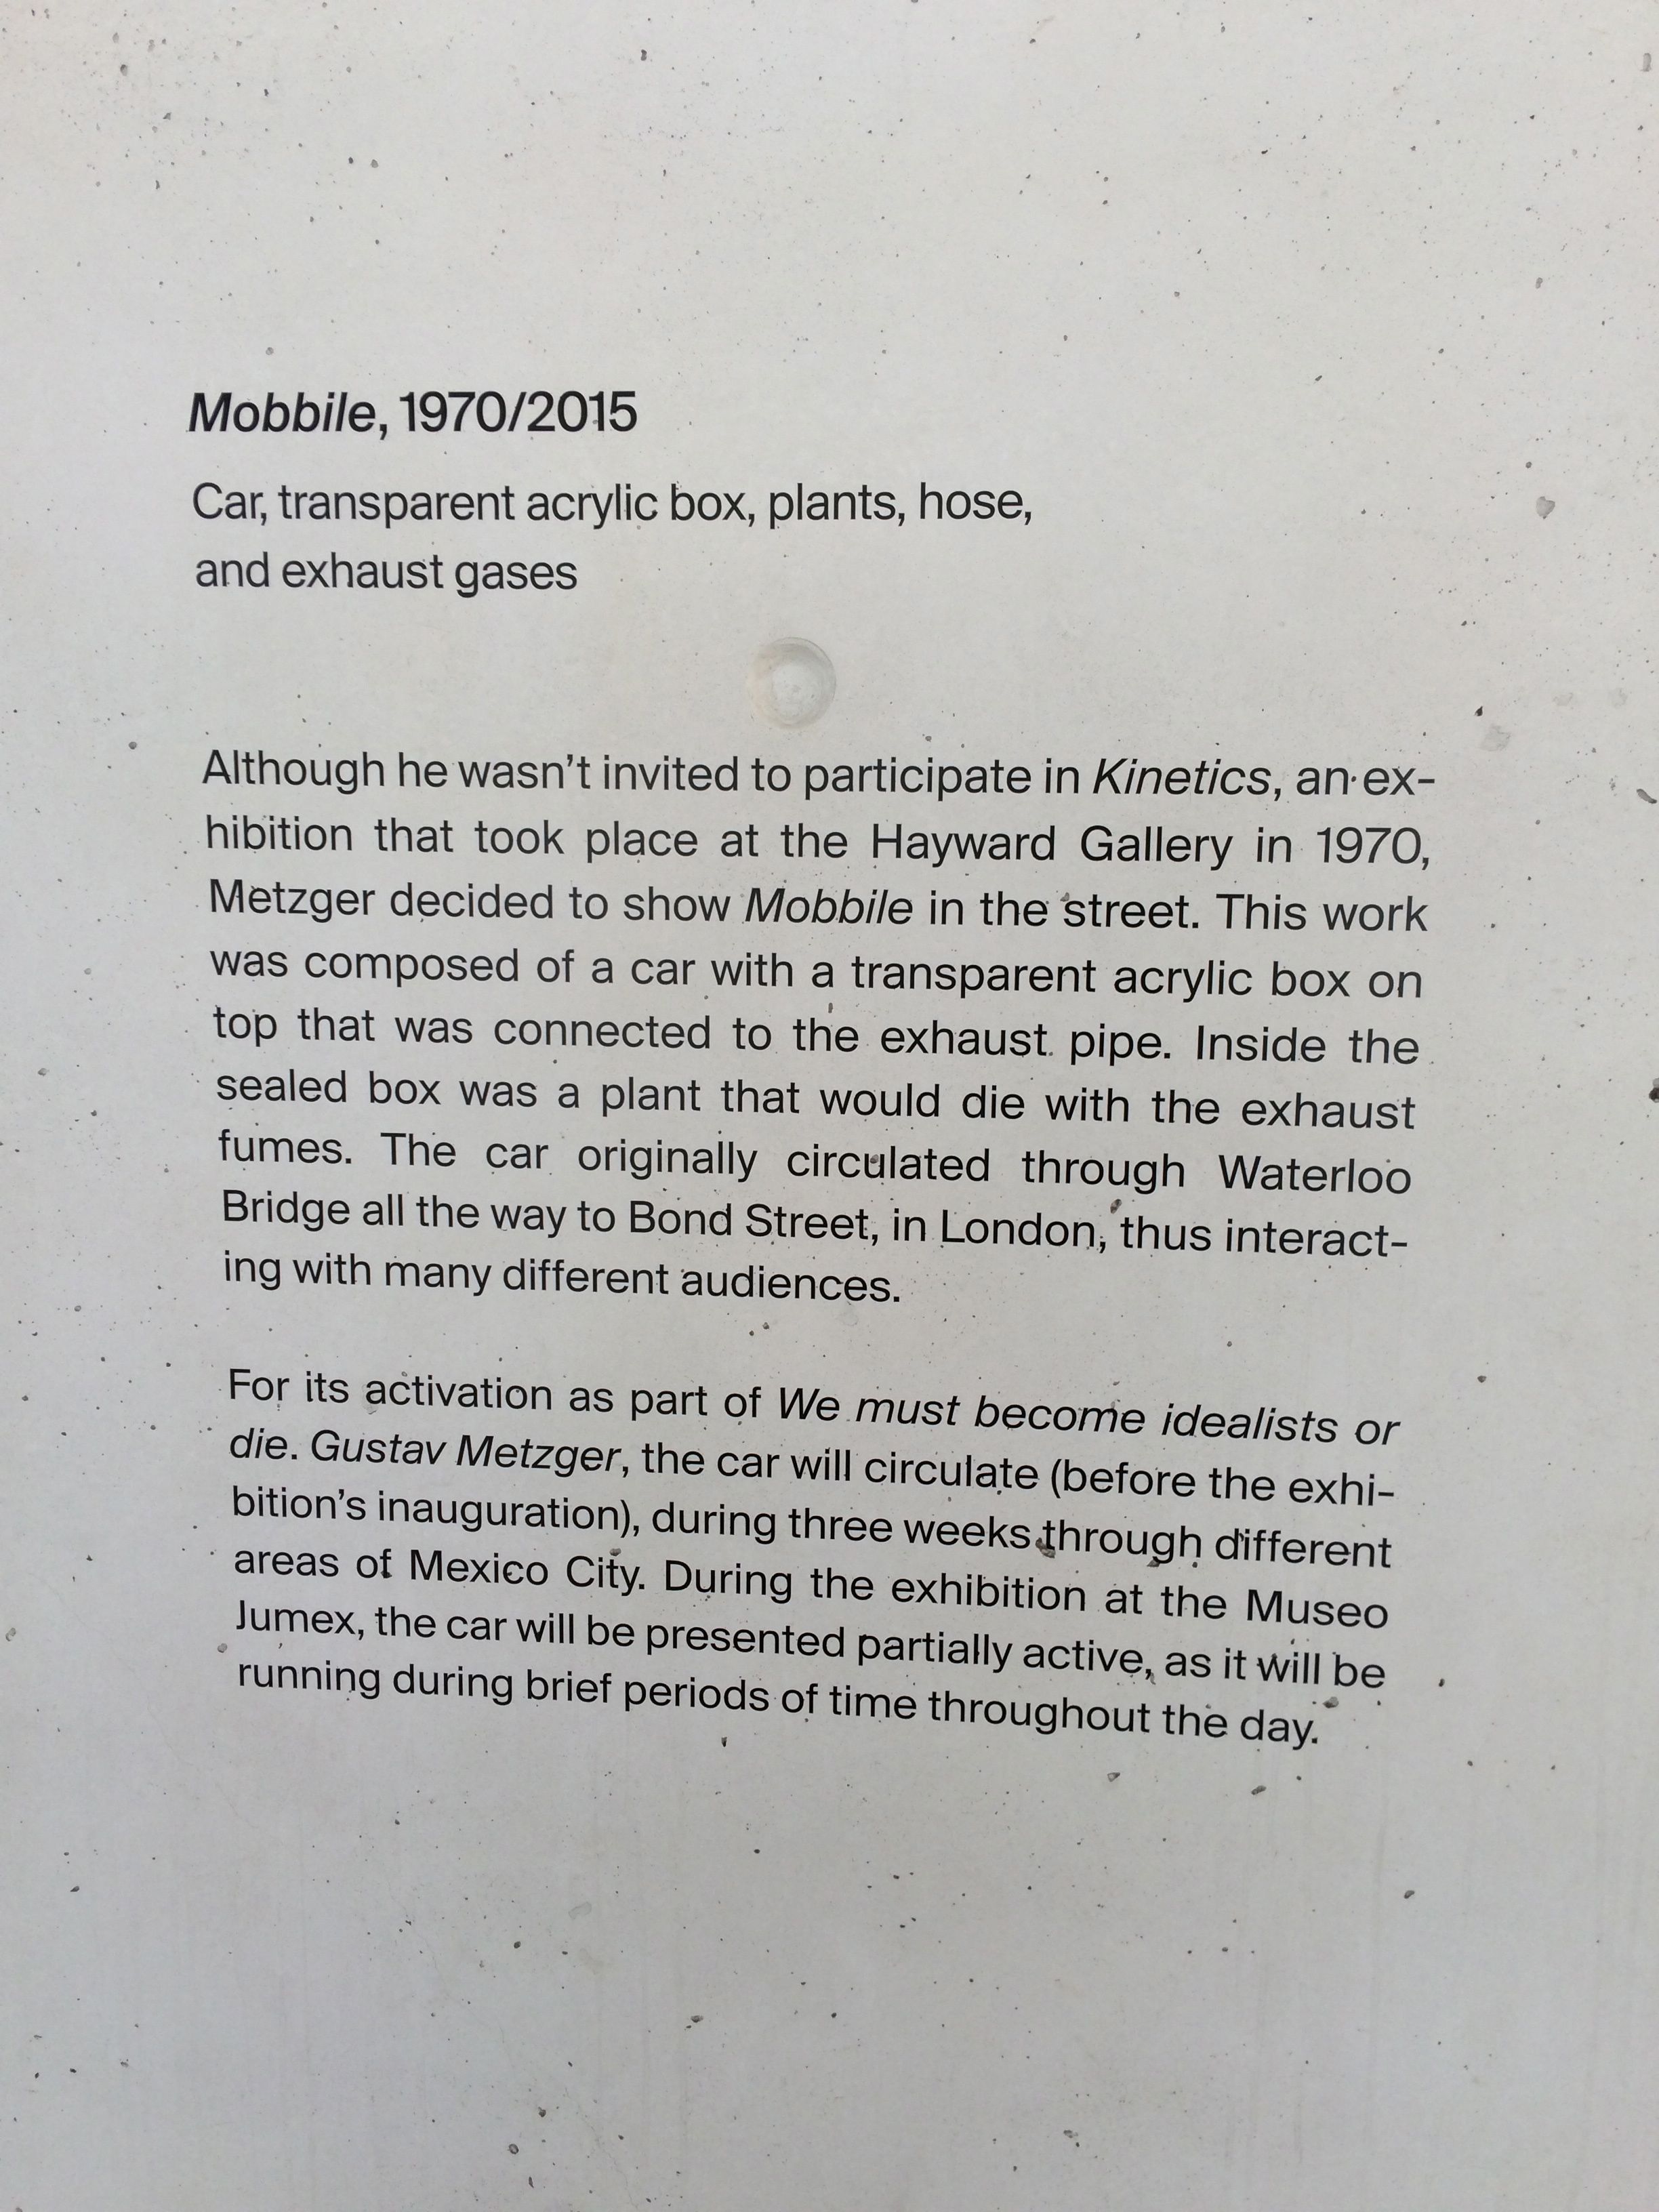 Mobbile, 1970/2015
Car, transparent acrylic box, plants, hose,
and exhaust gases
Although he wasn't invited to participate in Kinetics, an ex-
hibition that took place at the Hayward Gallery in 1970,
Metzger decided to show Mobbile in the street. This work
was composed of a car with a transparent acrylic box on
top that was connected to the exhaust pipe. Inside the
sealed box was a plant that would die with the exhaust
fumes. The car originally circulated through Waterloo
Bridge all the way to Bond Street, in London, thus interact-
ing with many different audiences.
For its activation as part of We must become idealists or
die. Gustav Metzger, the car will circulate (before the exhi-
bition's inauguration), during three weeks through different
areas of Mexico City. During the exhibition at the Museo
Jumex, the car will be presented partially active, as it will be
running during brief periods of time throughout the day.